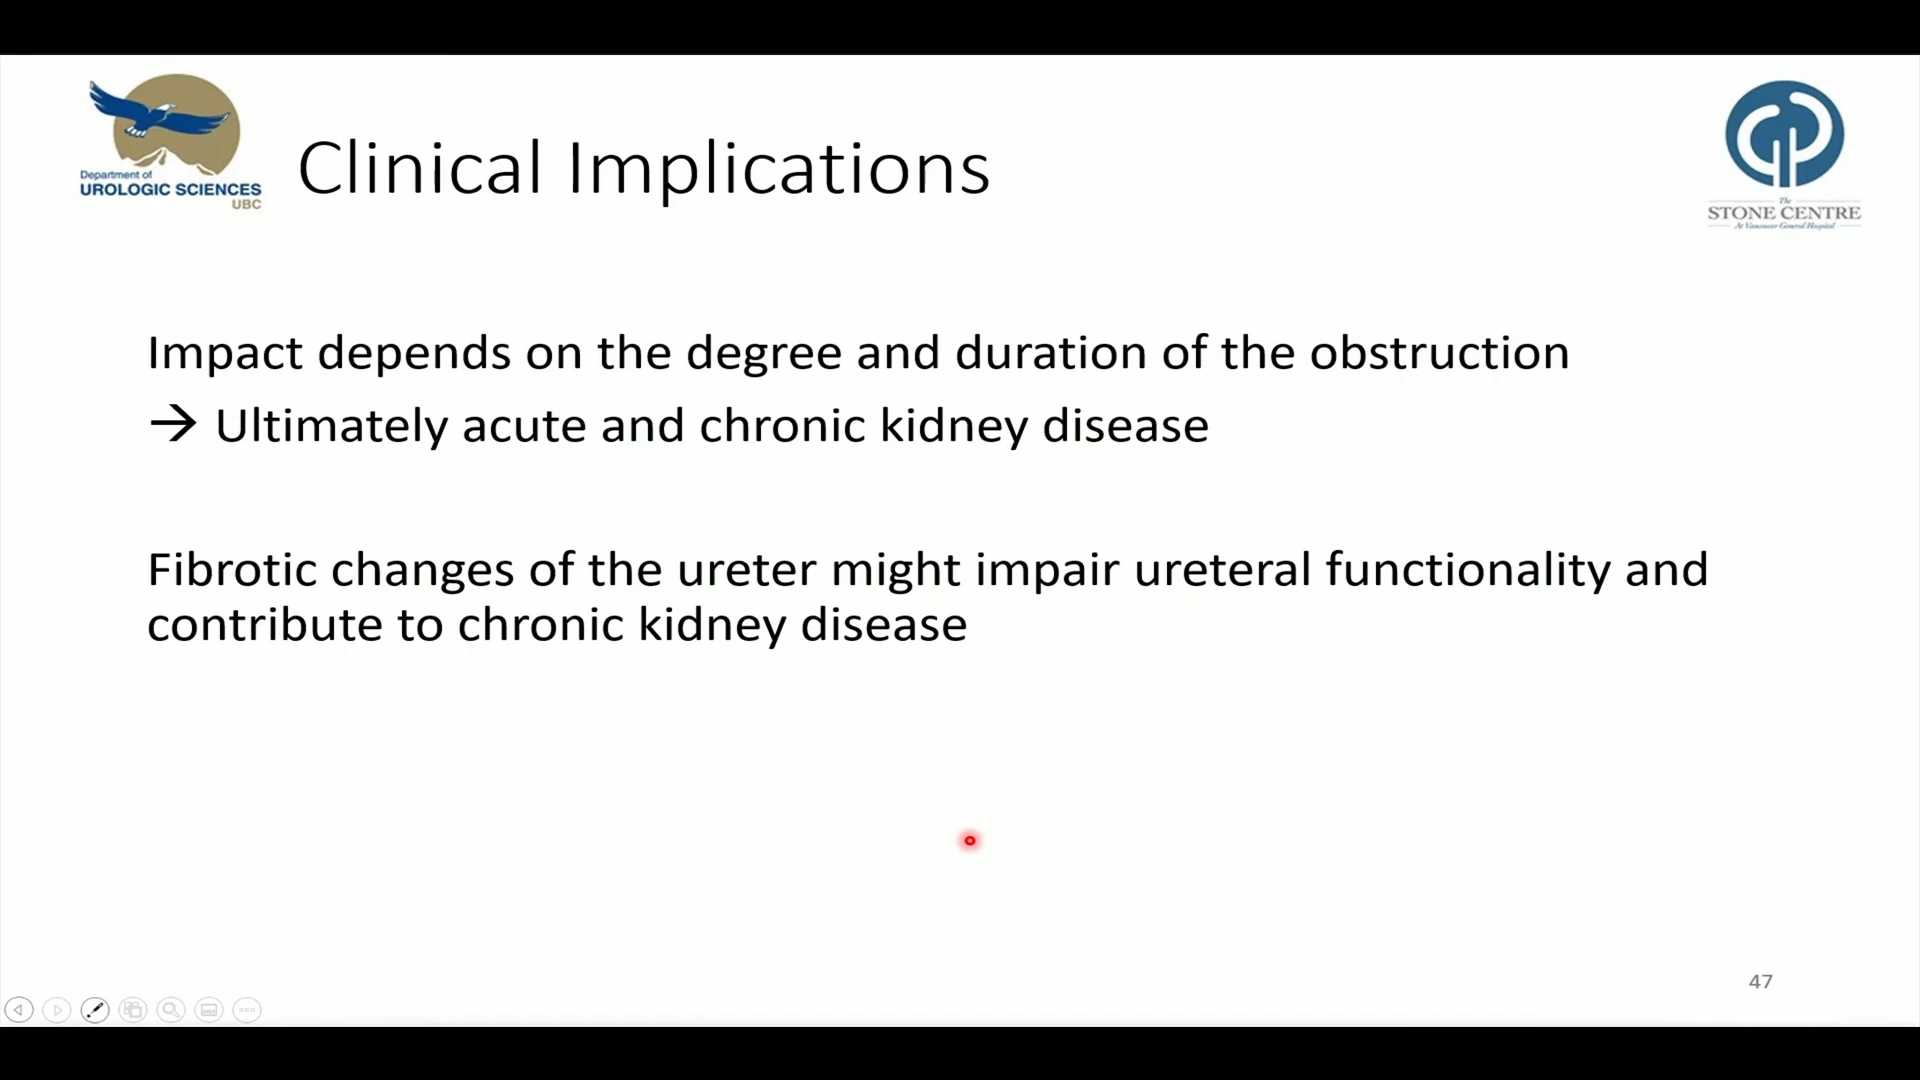 Department of
UROLOGIC SCIENCES
UBC
Clinical Implications
The
STONE CENTRE
At Vancouver General Hospital
Impact depends on the degree and duration of the obstruction
→ Ultimately acute and chronic kidney disease
Fibrotic changes of the ureter might impair ureteral functionality and
contribute to chronic kidney disease
47